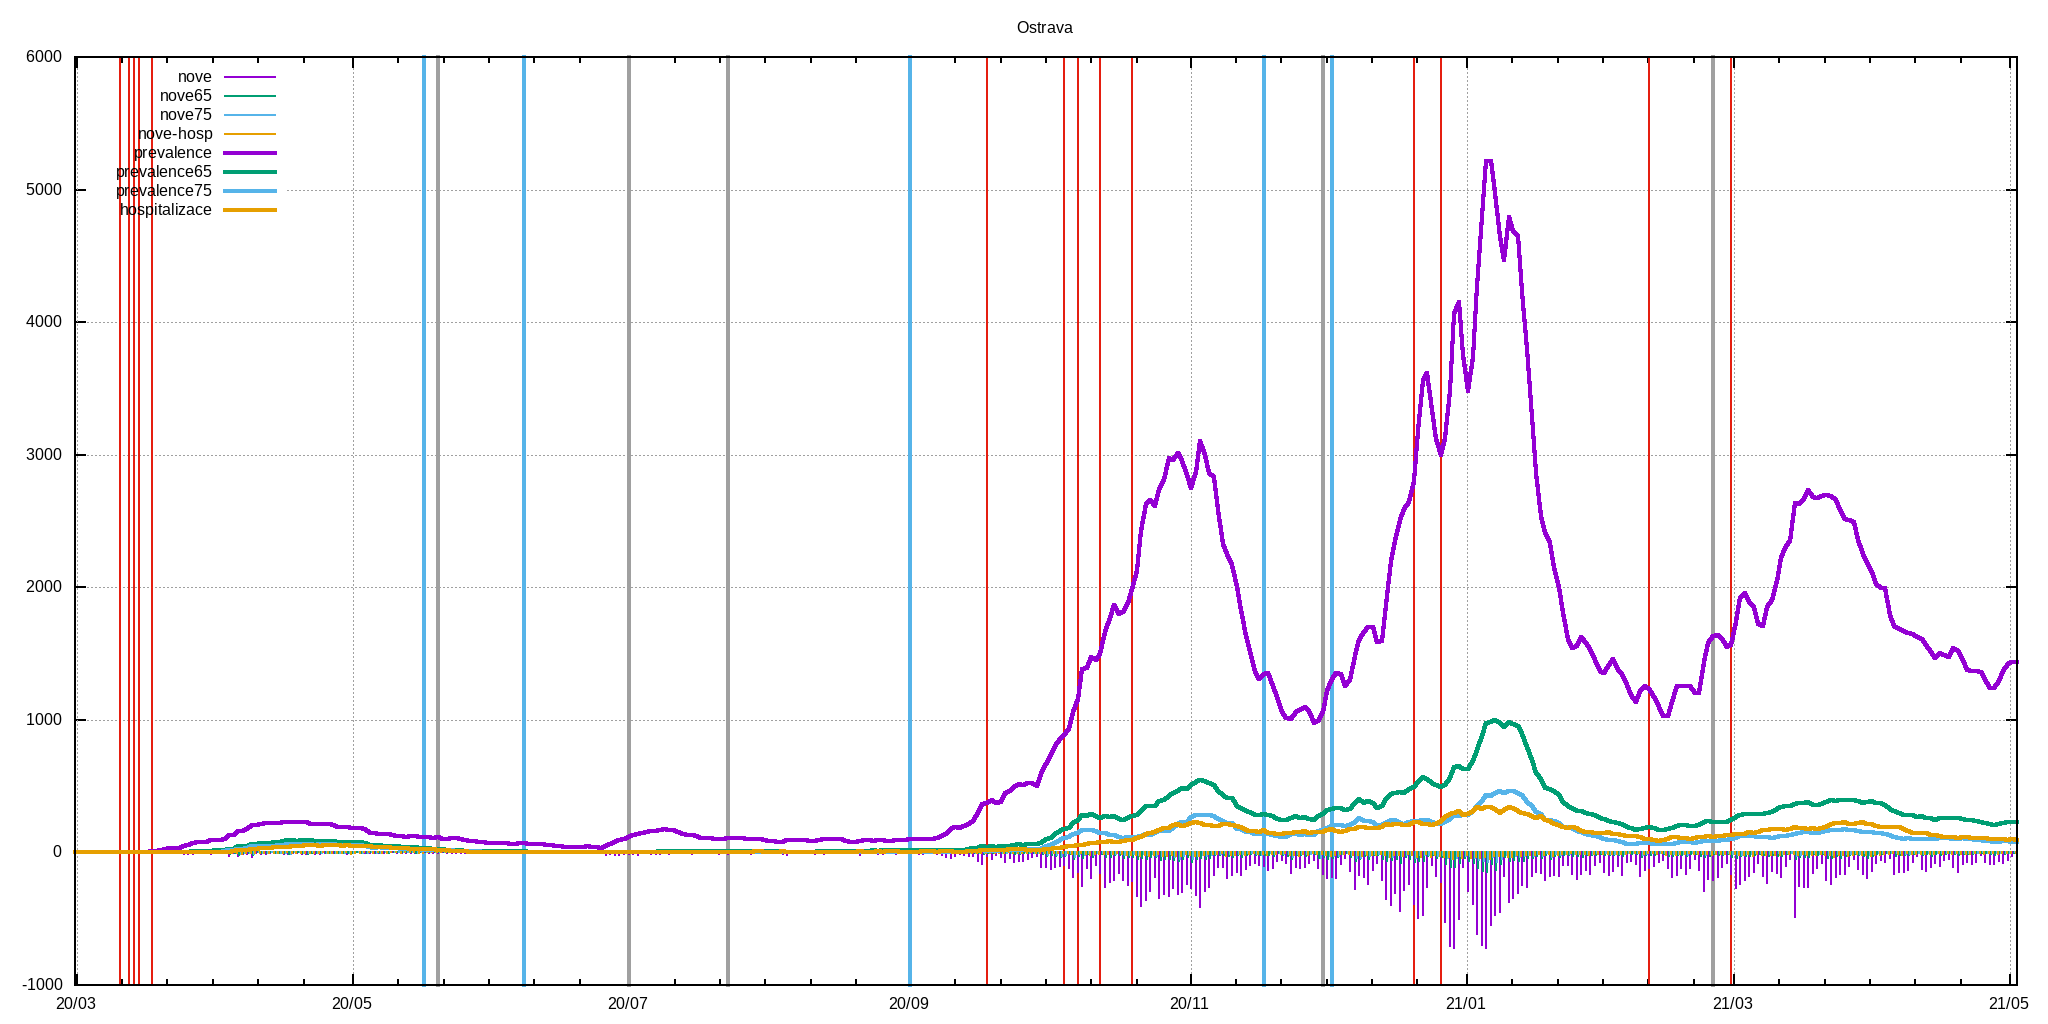 Ostrava
6000
5000
4000
3000
2000
1000
0
-1000
nove
nove65
nove75
nove-hosp
prevalence
prevalence65
prevalence75
hospitalizace
20/03 20/05 20/07 20/09 20/11 21/01 21/03 21/05